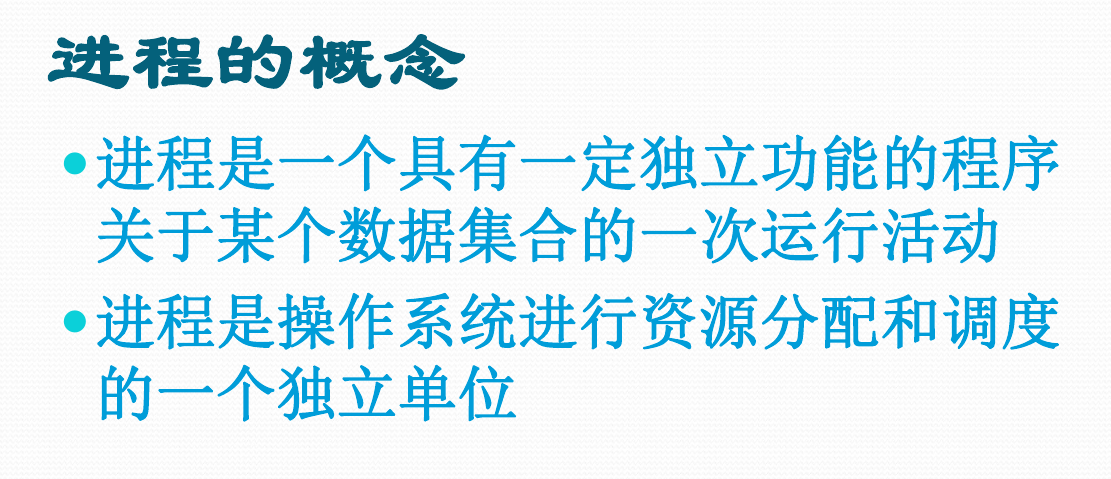 进程的概念
•进程是一个具有一定独立功能的程序
关于某个数据集合的一次运行活动
•进程是操作系统进行资源分配和调度
的一个独立单位